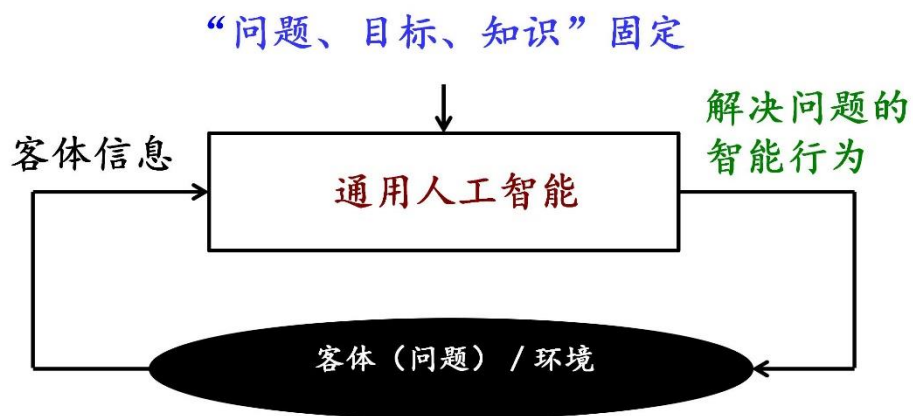 “问题、目标、知识”固定
解决问题的
智能行为
客体信息
通用人工智能
客体（问题）/环境